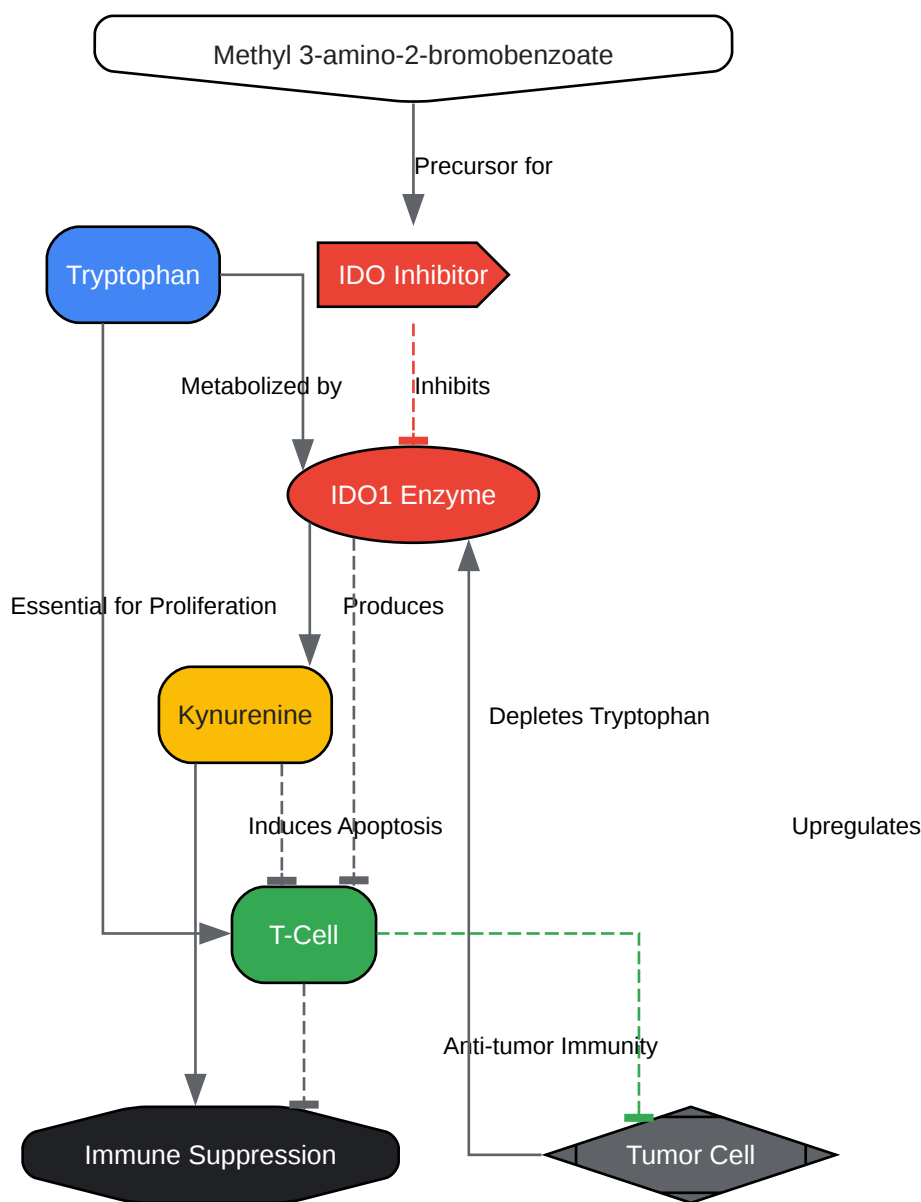 Methyl 3-amino-2-bromobenzoate
Precursor for
Tryptophan
IDO Inhibitor
Metabolized by
Inhibits
IDO1 Enzyme
Essential for Proliferation
Produces
Kynurenine
Depletes Tryptophan
Induces Apoptosis
Upregulates
T-Cell
Anti-tumor Immunity
Immune Suppression
Tumor Cell